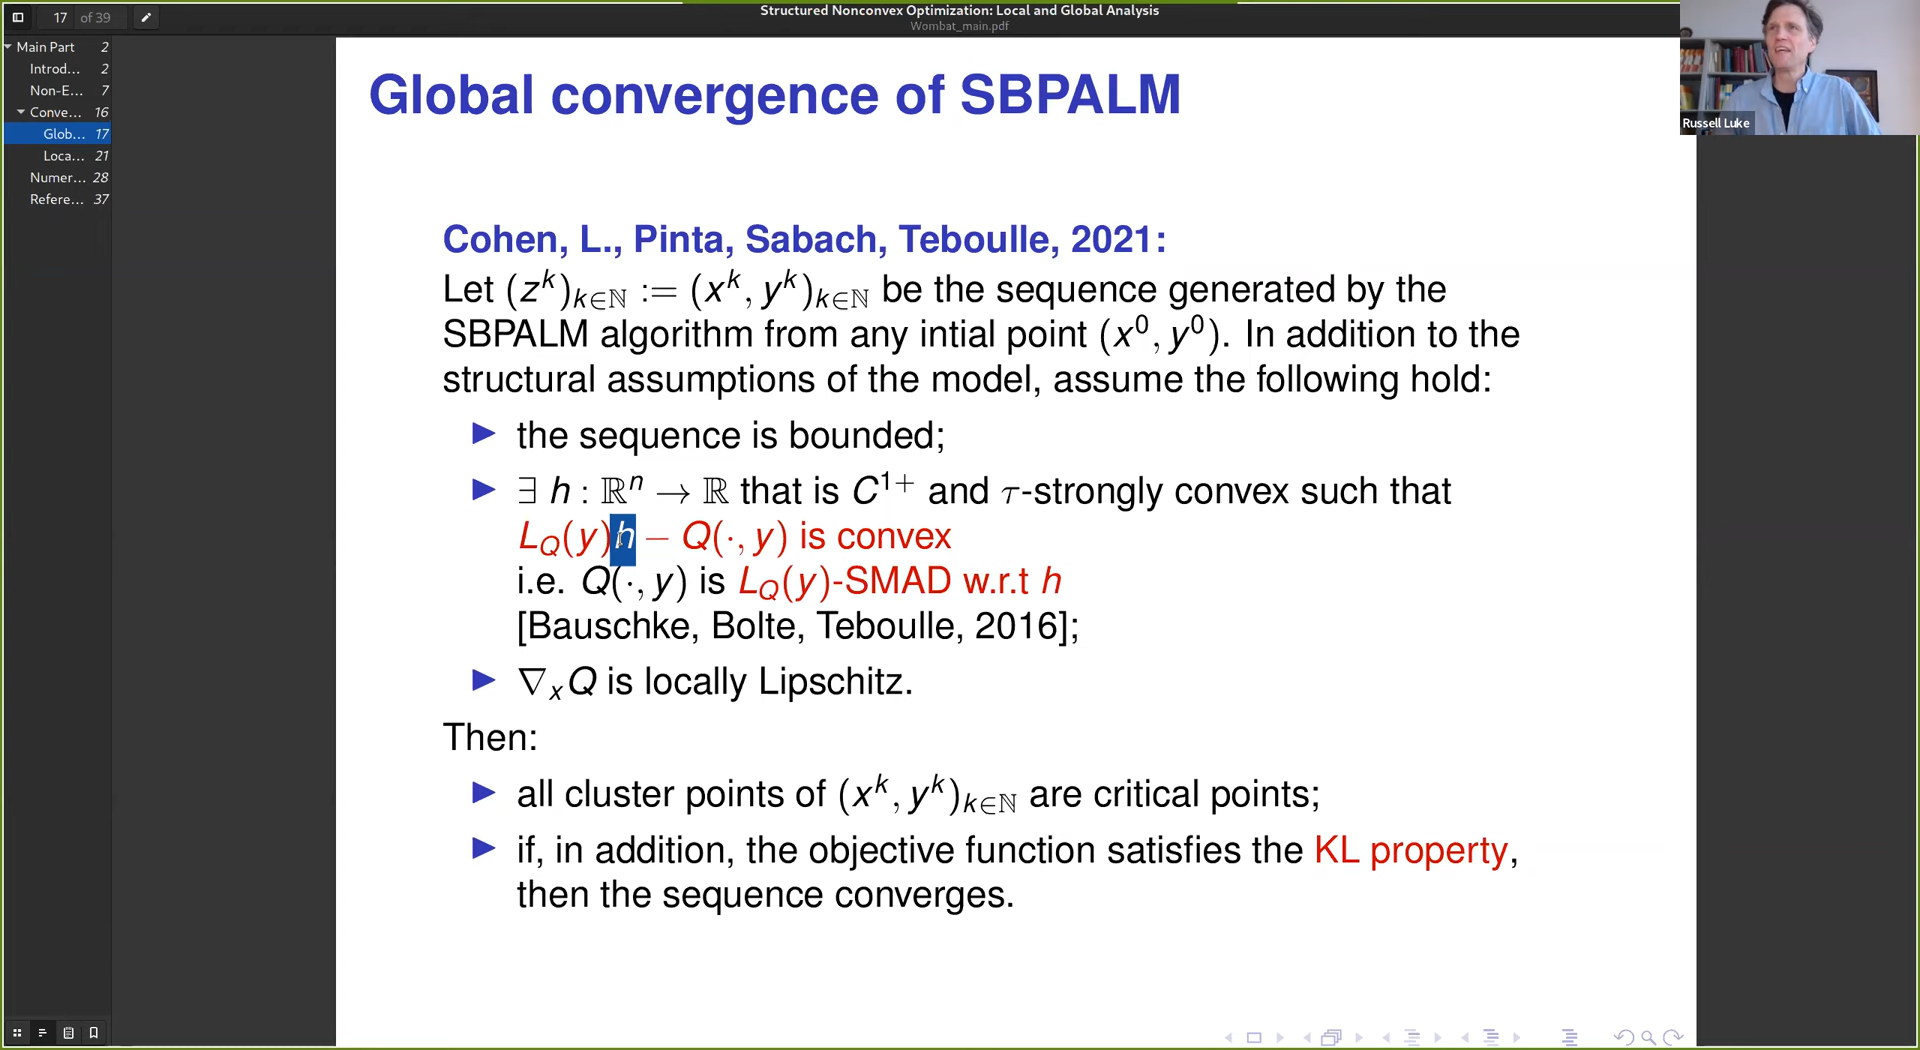 17 of 39
Structured Nonconvex Optimization: Local and Global Analysis
Wombat_main.pdf
Main Part 2
Introd... 2
Non-E... 7
Conve... 16
Glob... 17
Loca... 21
Numer... 28
Refere... 37
Russell Luke
Global convergence of SBPALM
Cohen, L., Pinta, Sabach, Teboulle, 2021:
Let (z^k)_{k∈ℕ} := (x^k, y^k)_{k∈ℕ} be the sequence generated by the
SBPALM algorithm from any intial point (x^0, y^0). In addition to the
structural assumptions of the model, assume the following hold:
▶ the sequence is bounded;
▶ ∃ h : ℝ^n → ℝ that is C^{1+} and τ-strongly convex such that
L_Q(y)h − Q(·, y) is convex
i.e. Q(·, y) is L_Q(y)-SMAD w.r.t h
[Bauschke, Bolte, Teboulle, 2016];
▶ ∇_x Q is locally Lipschitz.
Then:
▶ all cluster points of (x^k, y^k)_{k∈ℕ} are critical points;
▶ if, in addition, the objective function satisfies the KL property,
then the sequence converges.